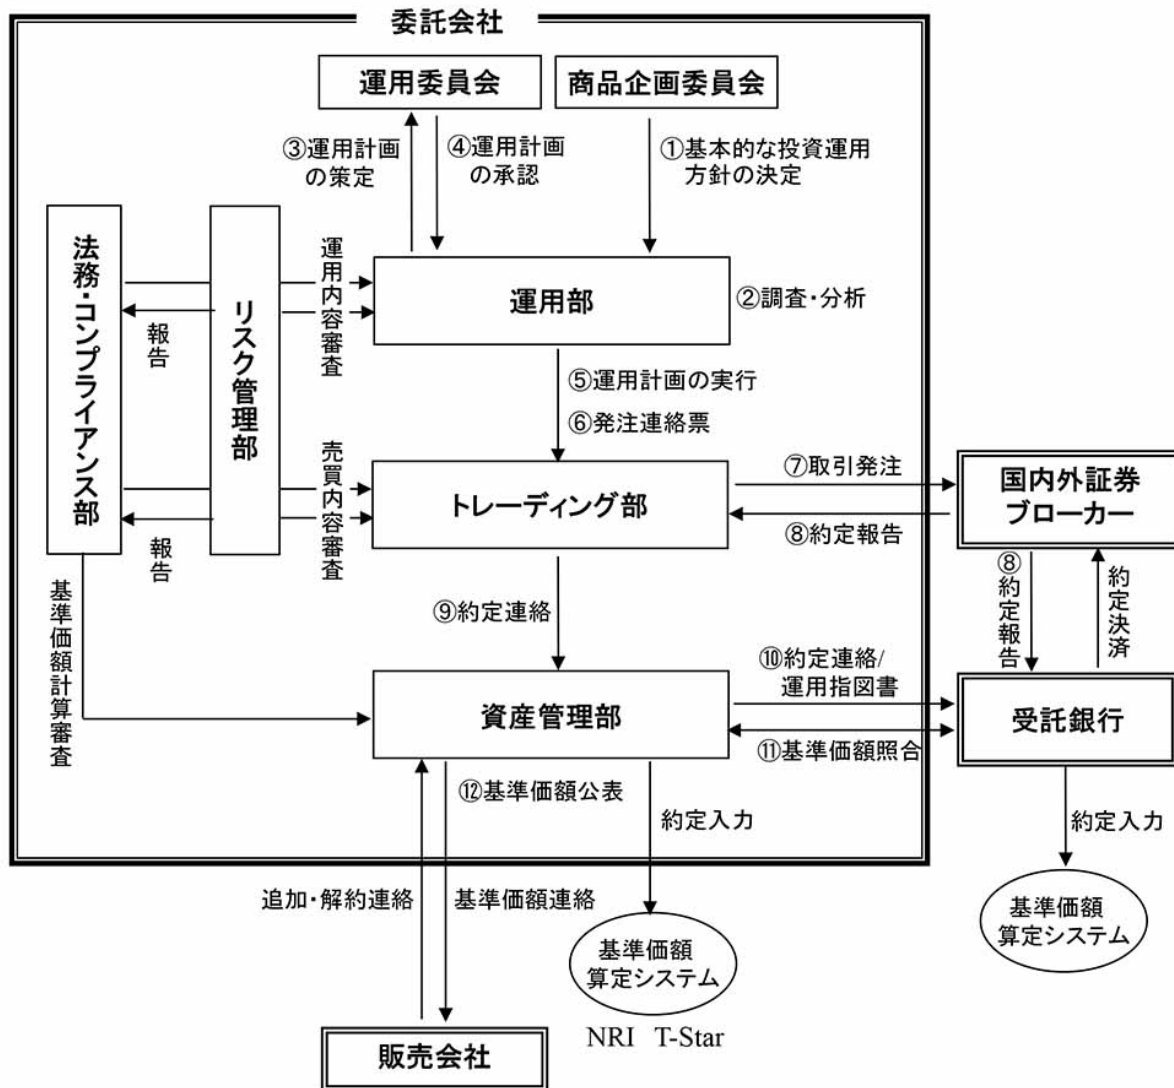 委託会社
運用委員会
商品企画委員会
③運用計画
の策定
④運用計画
の承認
①基本的な投資運用
方針の決定
法務・コンプライアンス部
リスク管理部
運用内容審査
報告
運用部
②調査・分析
⑤運用計画の実行
⑥発注連絡票
売買内容審査
報告
トレーディング部
⑦取引発注
⑧約定報告
国内外証券
ブローカー
⑧約定報告
約定決済
基準価額計算審査
⑨約定連絡
資産管理部
⑩約定連絡/
運用指図書
⑪基準価額照合
受託銀行
⑫基準価額公表
約定入力
約定入力
追加・解約連絡
基準価額連絡
基準価額
算定システム
基準価額
算定システム
NRI T-Star
販売会社